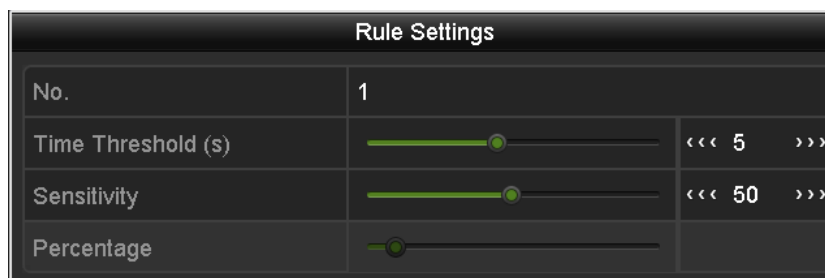 Rule Settings
No. 1
Time Threshold (s) ‹‹‹ 5 ›››
Sensitivity ‹‹‹ 50 ›››
Percentage